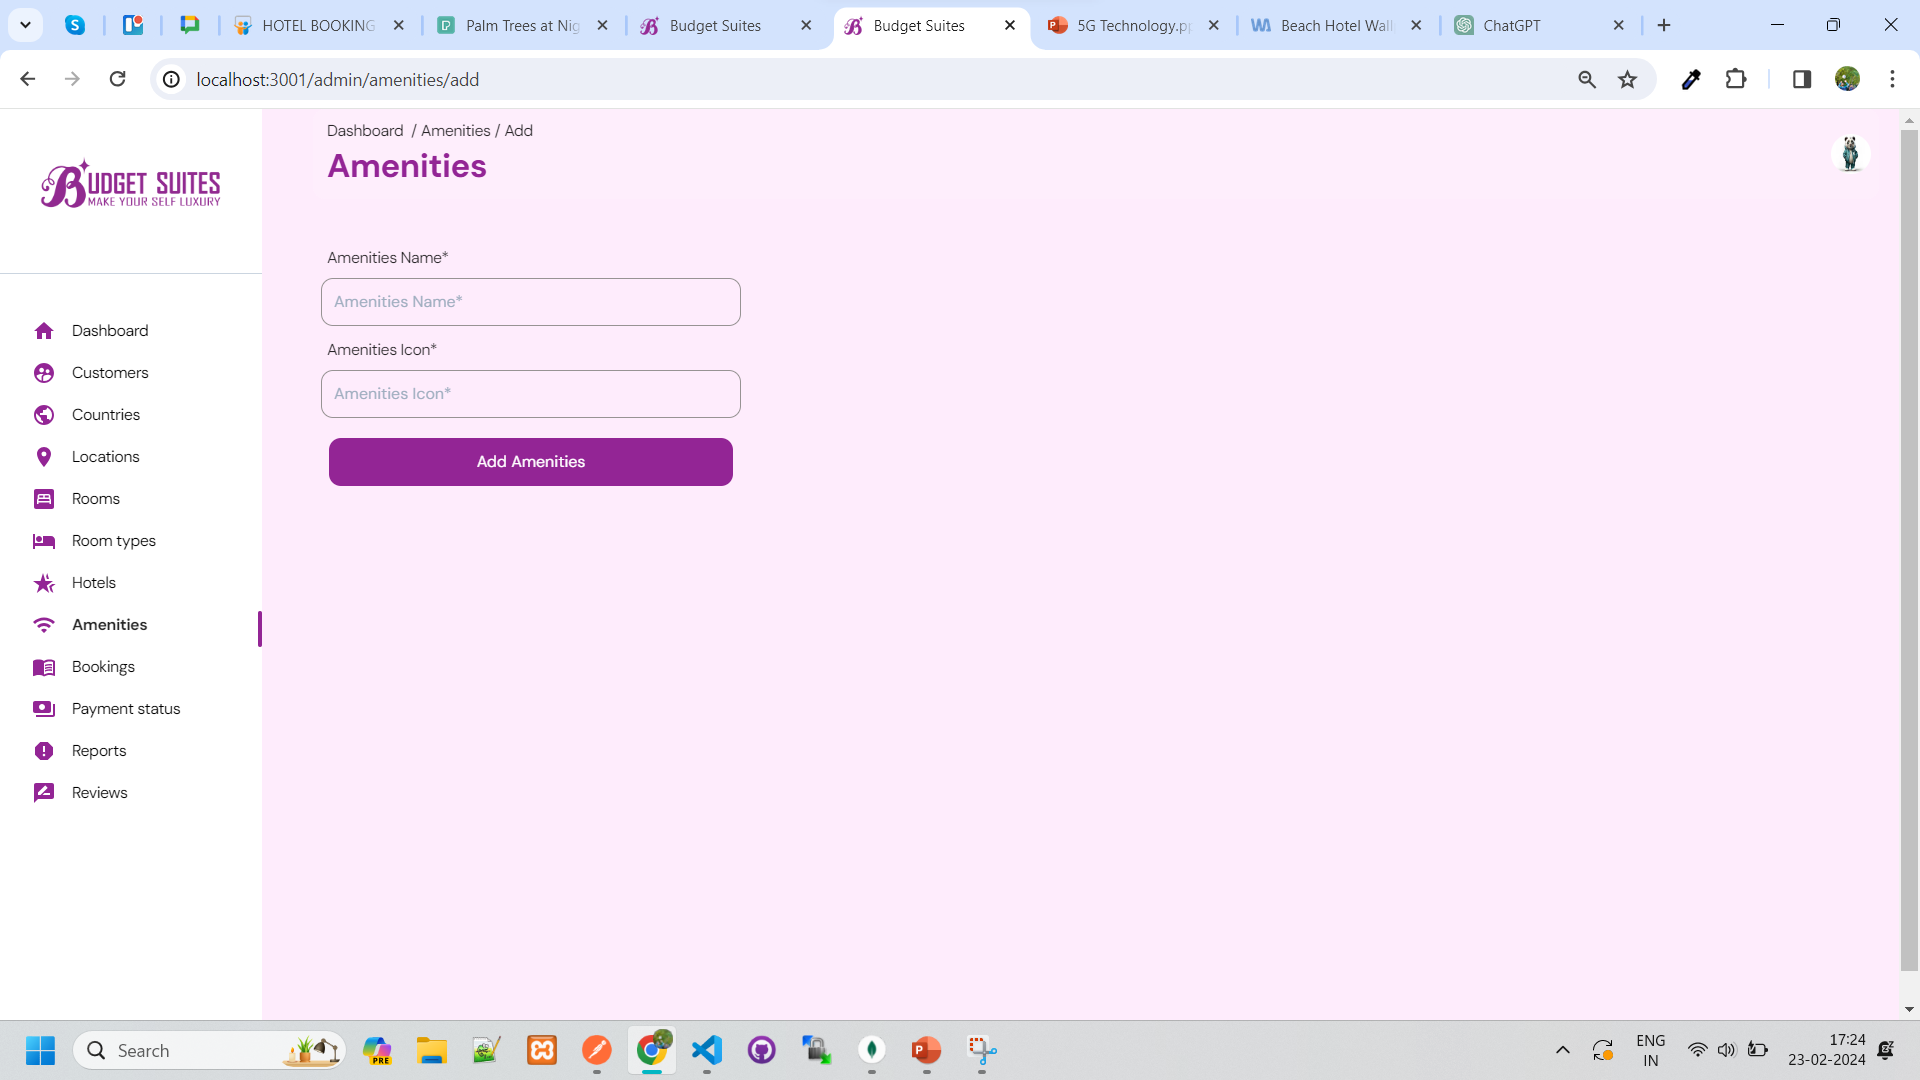 HOTEL BOOKING
Palm Trees at Nig
Budget Suites
Budget Suites
5G Technology.pp
Beach Hotel Wall
ChatGPT
localhost:3001/admin/amenities/add
BUDGET SUITES
MAKE YOUR SELF LUXURY
Dashboard / Amenities / Add
Amenities
Amenities Name*
Amenities Name*
Amenities Icon*
Amenities Icon*
Add Amenities
Dashboard
Customers
Countries
Locations
Rooms
Room types
Hotels
Amenities
Bookings
Payment status
Reports
Reviews
Search
PRE
ENG
IN
17:24
23-02-2024